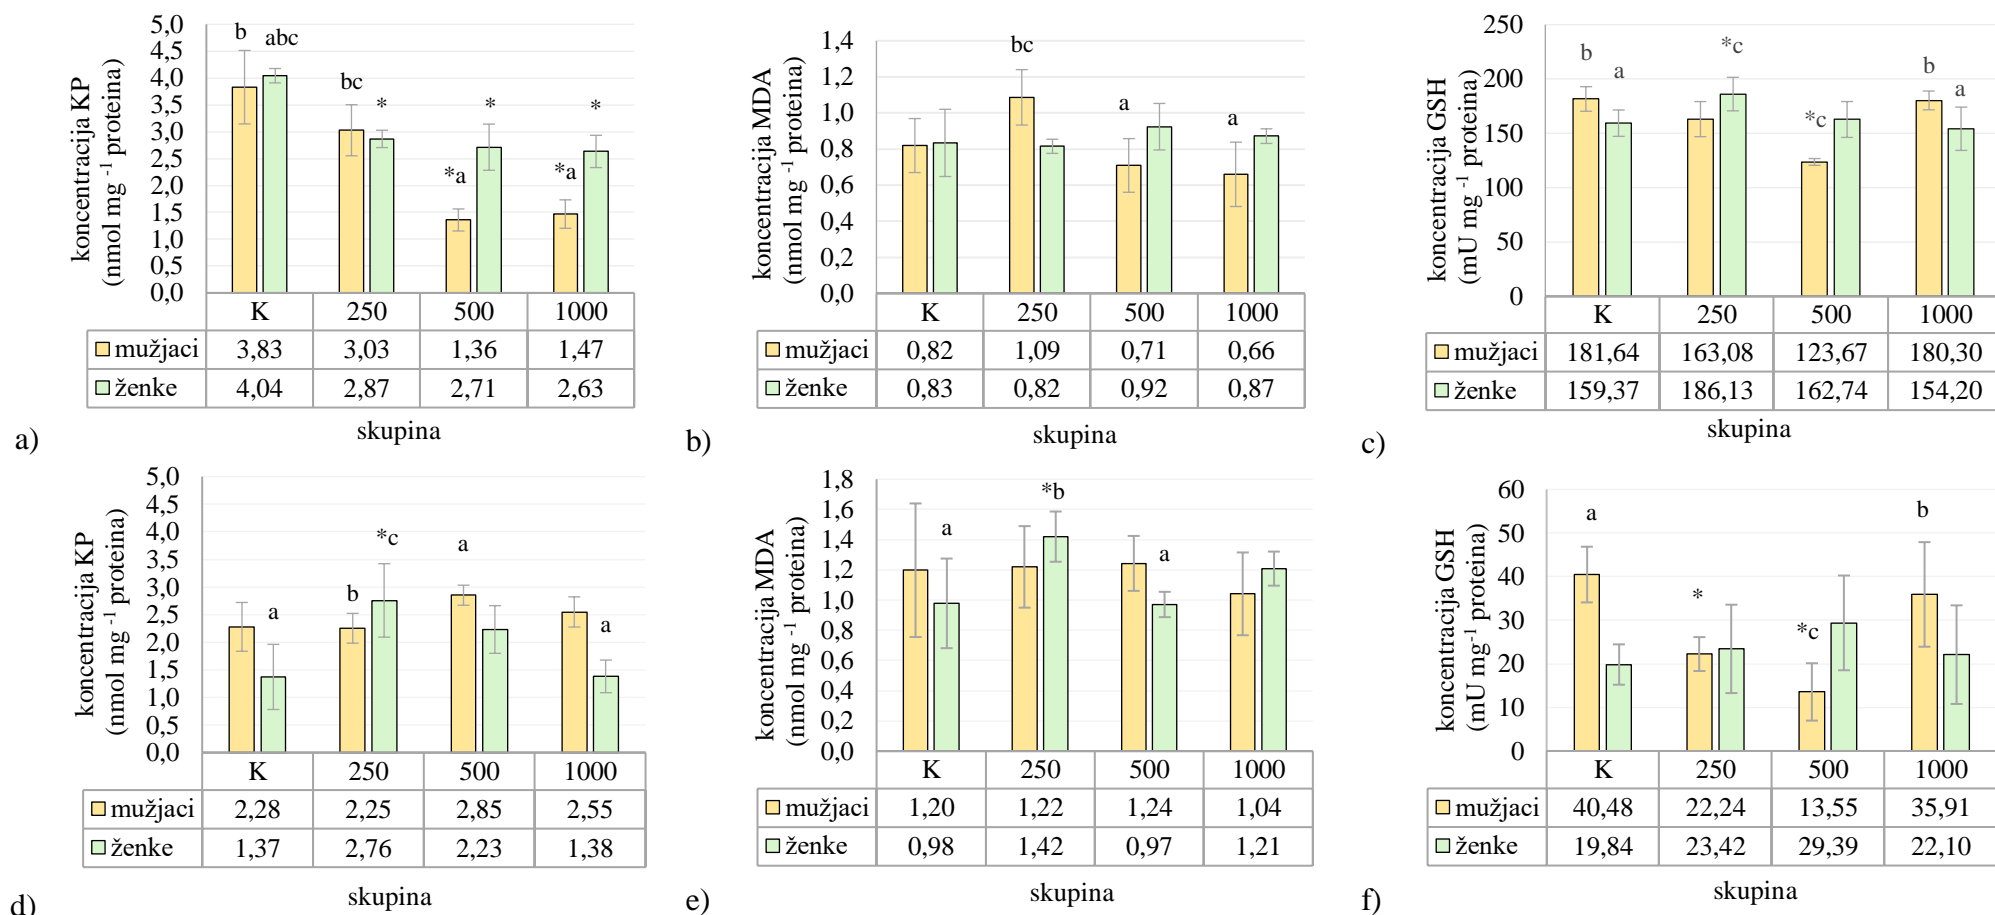 5,0
4,5
4,0
3,5
3,0
2,5
2,0
1,5
1,0
0,5
0,0
koncentracija KP
(nmol mg ⁻¹ proteina)
b abc
bc * * *
*a *a
K 250 500 1000
mužjaci 3,83 3,03 1,36 1,47
ženke 4,04 2,87 2,71 2,63
skupina
a)
1,4
1,2
1,0
0,8
0,6
0,4
0,2
0,0
koncentracija MDA
(nmol mg ⁻¹ proteina)
bc
a a
K 250 500 1000
mužjaci 0,82 1,09 0,71 0,66
ženke 0,83 0,82 0,92 0,87
skupina
b)
250
200
150
100
50
0
koncentracija GSH
(mU mg⁻¹ proteina)
b a *c b a
*c
K 250 500 1000
mužjaci 181,64 163,08 123,67 180,30
ženke 159,37 186,13 162,74 154,20
skupina
c)
5,0
4,5
4,0
3,5
3,0
2,5
2,0
1,5
1,0
0,5
0,0
koncentracija KP
(nmol mg ⁻¹ proteina)
*c a
a b a
K 250 500 1000
mužjaci 2,28 2,25 2,85 2,55
ženke 1,37 2,76 2,23 1,38
skupina
d)
1,8
1,6
1,4
1,2
1,0
0,8
0,6
0,4
0,2
0,0
koncentracija MDA
(nmol mg ⁻¹ proteina)
*b
a a
K 250 500 1000
mužjaci 1,20 1,22 1,24 1,04
ženke 0,98 1,42 0,97 1,21
skupina
e)
60
50
40
30
20
10
0
koncentracija GSH
(mU mg⁻¹ proteina)
a b
* *c
K 250 500 1000
mužjaci 40,48 22,24 13,55 35,91
ženke 19,84 23,42 29,39 22,10
skupina
f)